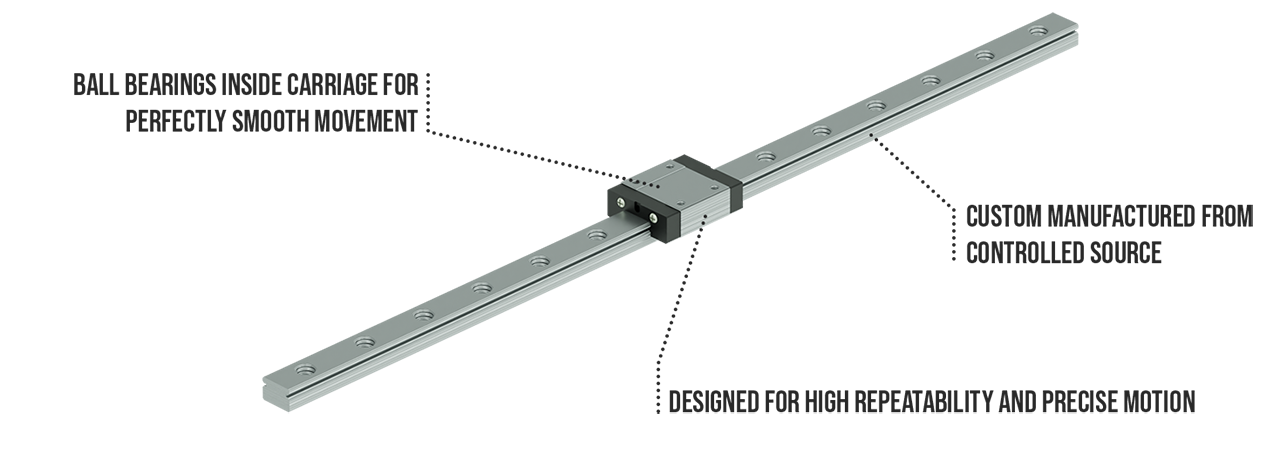 BALL BEARINGS INSIDE CARRIAGE FOR
PERFECTLY SMOOTH MOVEMENT
CUSTOM MANUFACTURED FROM
CONTROLLED SOURCE
DESIGNED FOR HIGH REPEATABILITY AND PRECISE MOTION